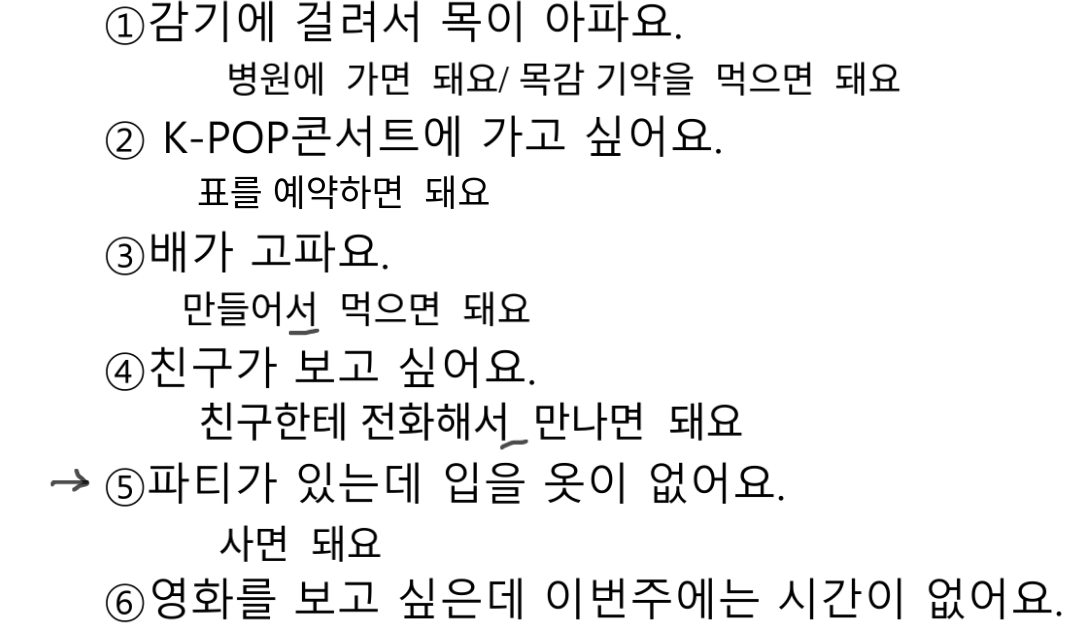 ①감기에 걸려서 목이 아파요.
병원에 가면 돼요/ 목감 기약을 먹으면 돼요
② K-POP콘서트에 가고 싶어요.
표를 예약하면 돼요
③배가 고파요.
만들어서 먹으면 돼요
④친구가 보고 싶어요.
친구한테 전화해서 만나면 돼요
→ ⑤파티가 있는데 입을 옷이 없어요.
사면 돼요
⑥영화를 보고 싶은데 이번주에는 시간이 없어요.